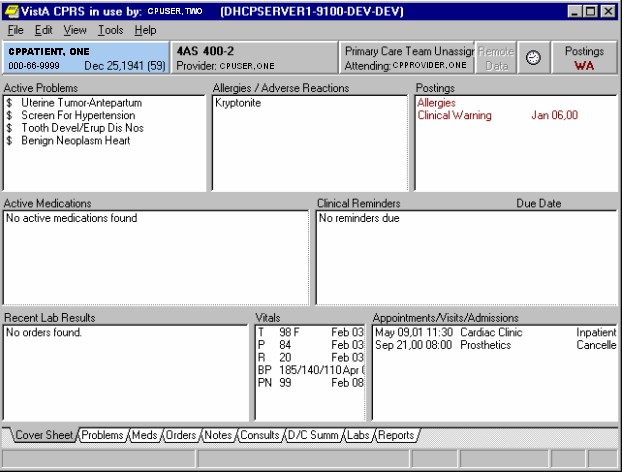 VistA CPRS in use by: CPUSER,TWO (DHCPSERVER1-9100-DEV-DEV)
File Edit View Tools Help
CPPATIENT, ONE
000-66-9999 Dec 25,1941 (59)
4AS 400-2
Provider: CPUSER,ONE
Primary Care Team Unassigr
Attending: CPPROVIDER,ONE
Remote
Data
Postings
WA
Active Problems
$ Uterine Tumor-Antepartum
$ Screen For Hypertension
$ Tooth Devel/Erup Dis Nos
$ Benign Neoplasm Heart
Allergies / Adverse Reactions
Kryptonite
Postings
Allergies
Clinical Warning Jan 06,00
Active Medications
No active medications found
Clinical Reminders Due Date
No reminders due
Recent Lab Results
No orders found.
Vitals
T 98 F Feb 03
P 84 Feb 03
R 20 Feb 03
BP 185/140/110 Apr (
PN 99 Feb 08
Appointments/Visits/Admissions
May 09,01 11:30 Cardiac Clinic Inpatient
Sep 21,00 08:00 Prosthetics Cancelle
Cover Sheet Problems Meds Orders Notes Consults D/C Summ Labs Reports